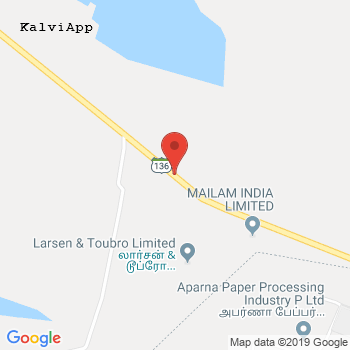 KalviApp
136
MAILAM INDIA
LIMITED
Larsen & Toubro Limited
லார்சன் &
டூப்ரோ...
Aparna Paper Processing
Industry P Ltd
அபர்ணா பேப்பர்...
Google
Map data ©2019 Google